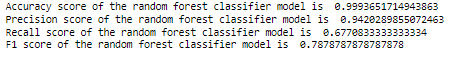 Accuracy score of the random forest classifier model is  0.9993651714943863
Precision score of the random forest classifier model is  0.9420289855072463
Recall score of the random forest classifier model is  0.6770833333333334
F1 score of the random forest classifier model is  0.7878787878787878